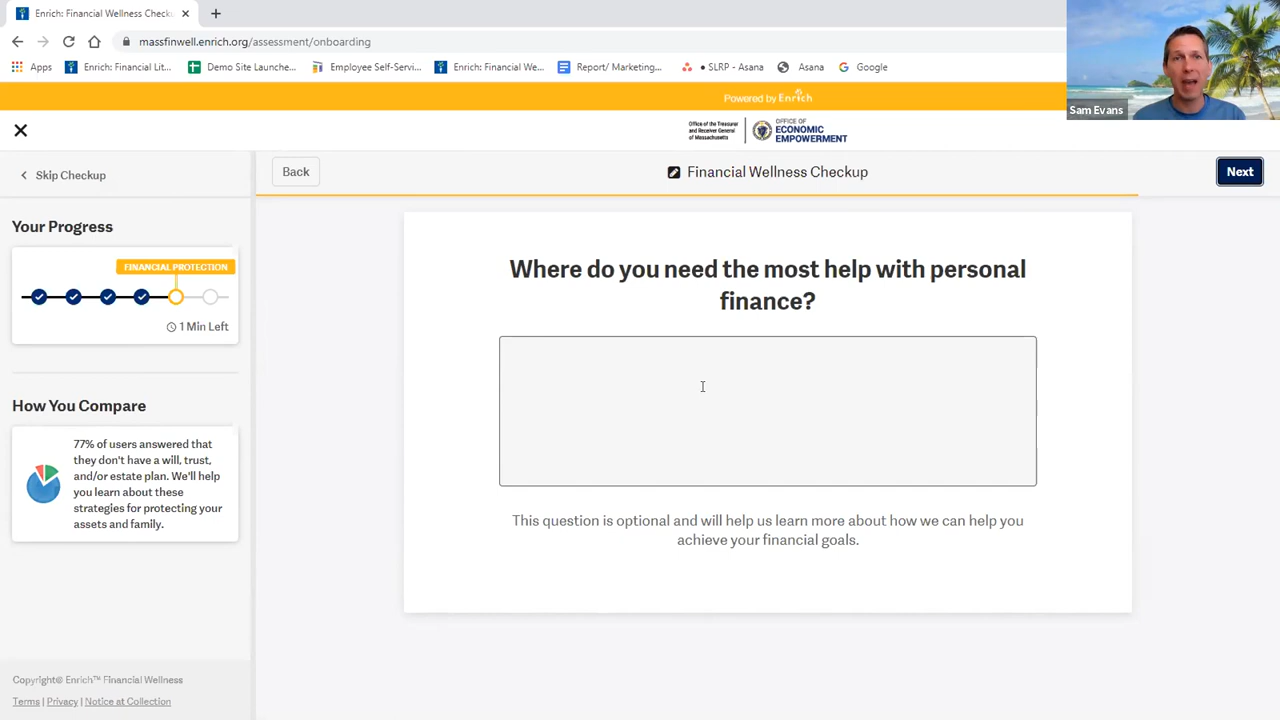 Enrich: Financial Wellness Check
massfinwell.enrich.org/assessment/onboarding
Apps
Enrich: Financial Lit...
Demo Site Launche...
Employee Self-Servi...
Enrich Financial We...
Report/ Marketing...
• SLRP - Asana
Asana
Google
Sam Evans
Powered by Enrich
Office of the Treasurer
and Receiver General
of Massachusetts
OFFICE OF
ECONOMIC
EMPOWERMENT
Skip Checkup
Back
Financial Wellness Checkup
Next
Your Progress
FINANCIAL PROTECTION
1 Min Left
How You Compare
77% of users answered that
they don't have a will, trust,
and/or estate plan. We'll help
you learn about these
strategies for protecting your
assets and family.
Where do you need the most help with personal
finance?
This question is optional and will help us learn more about how we can help you
achieve your financial goals.
Copyright© Enrich™ Financial Wellness
Terms | Privacy | Notice at Collection